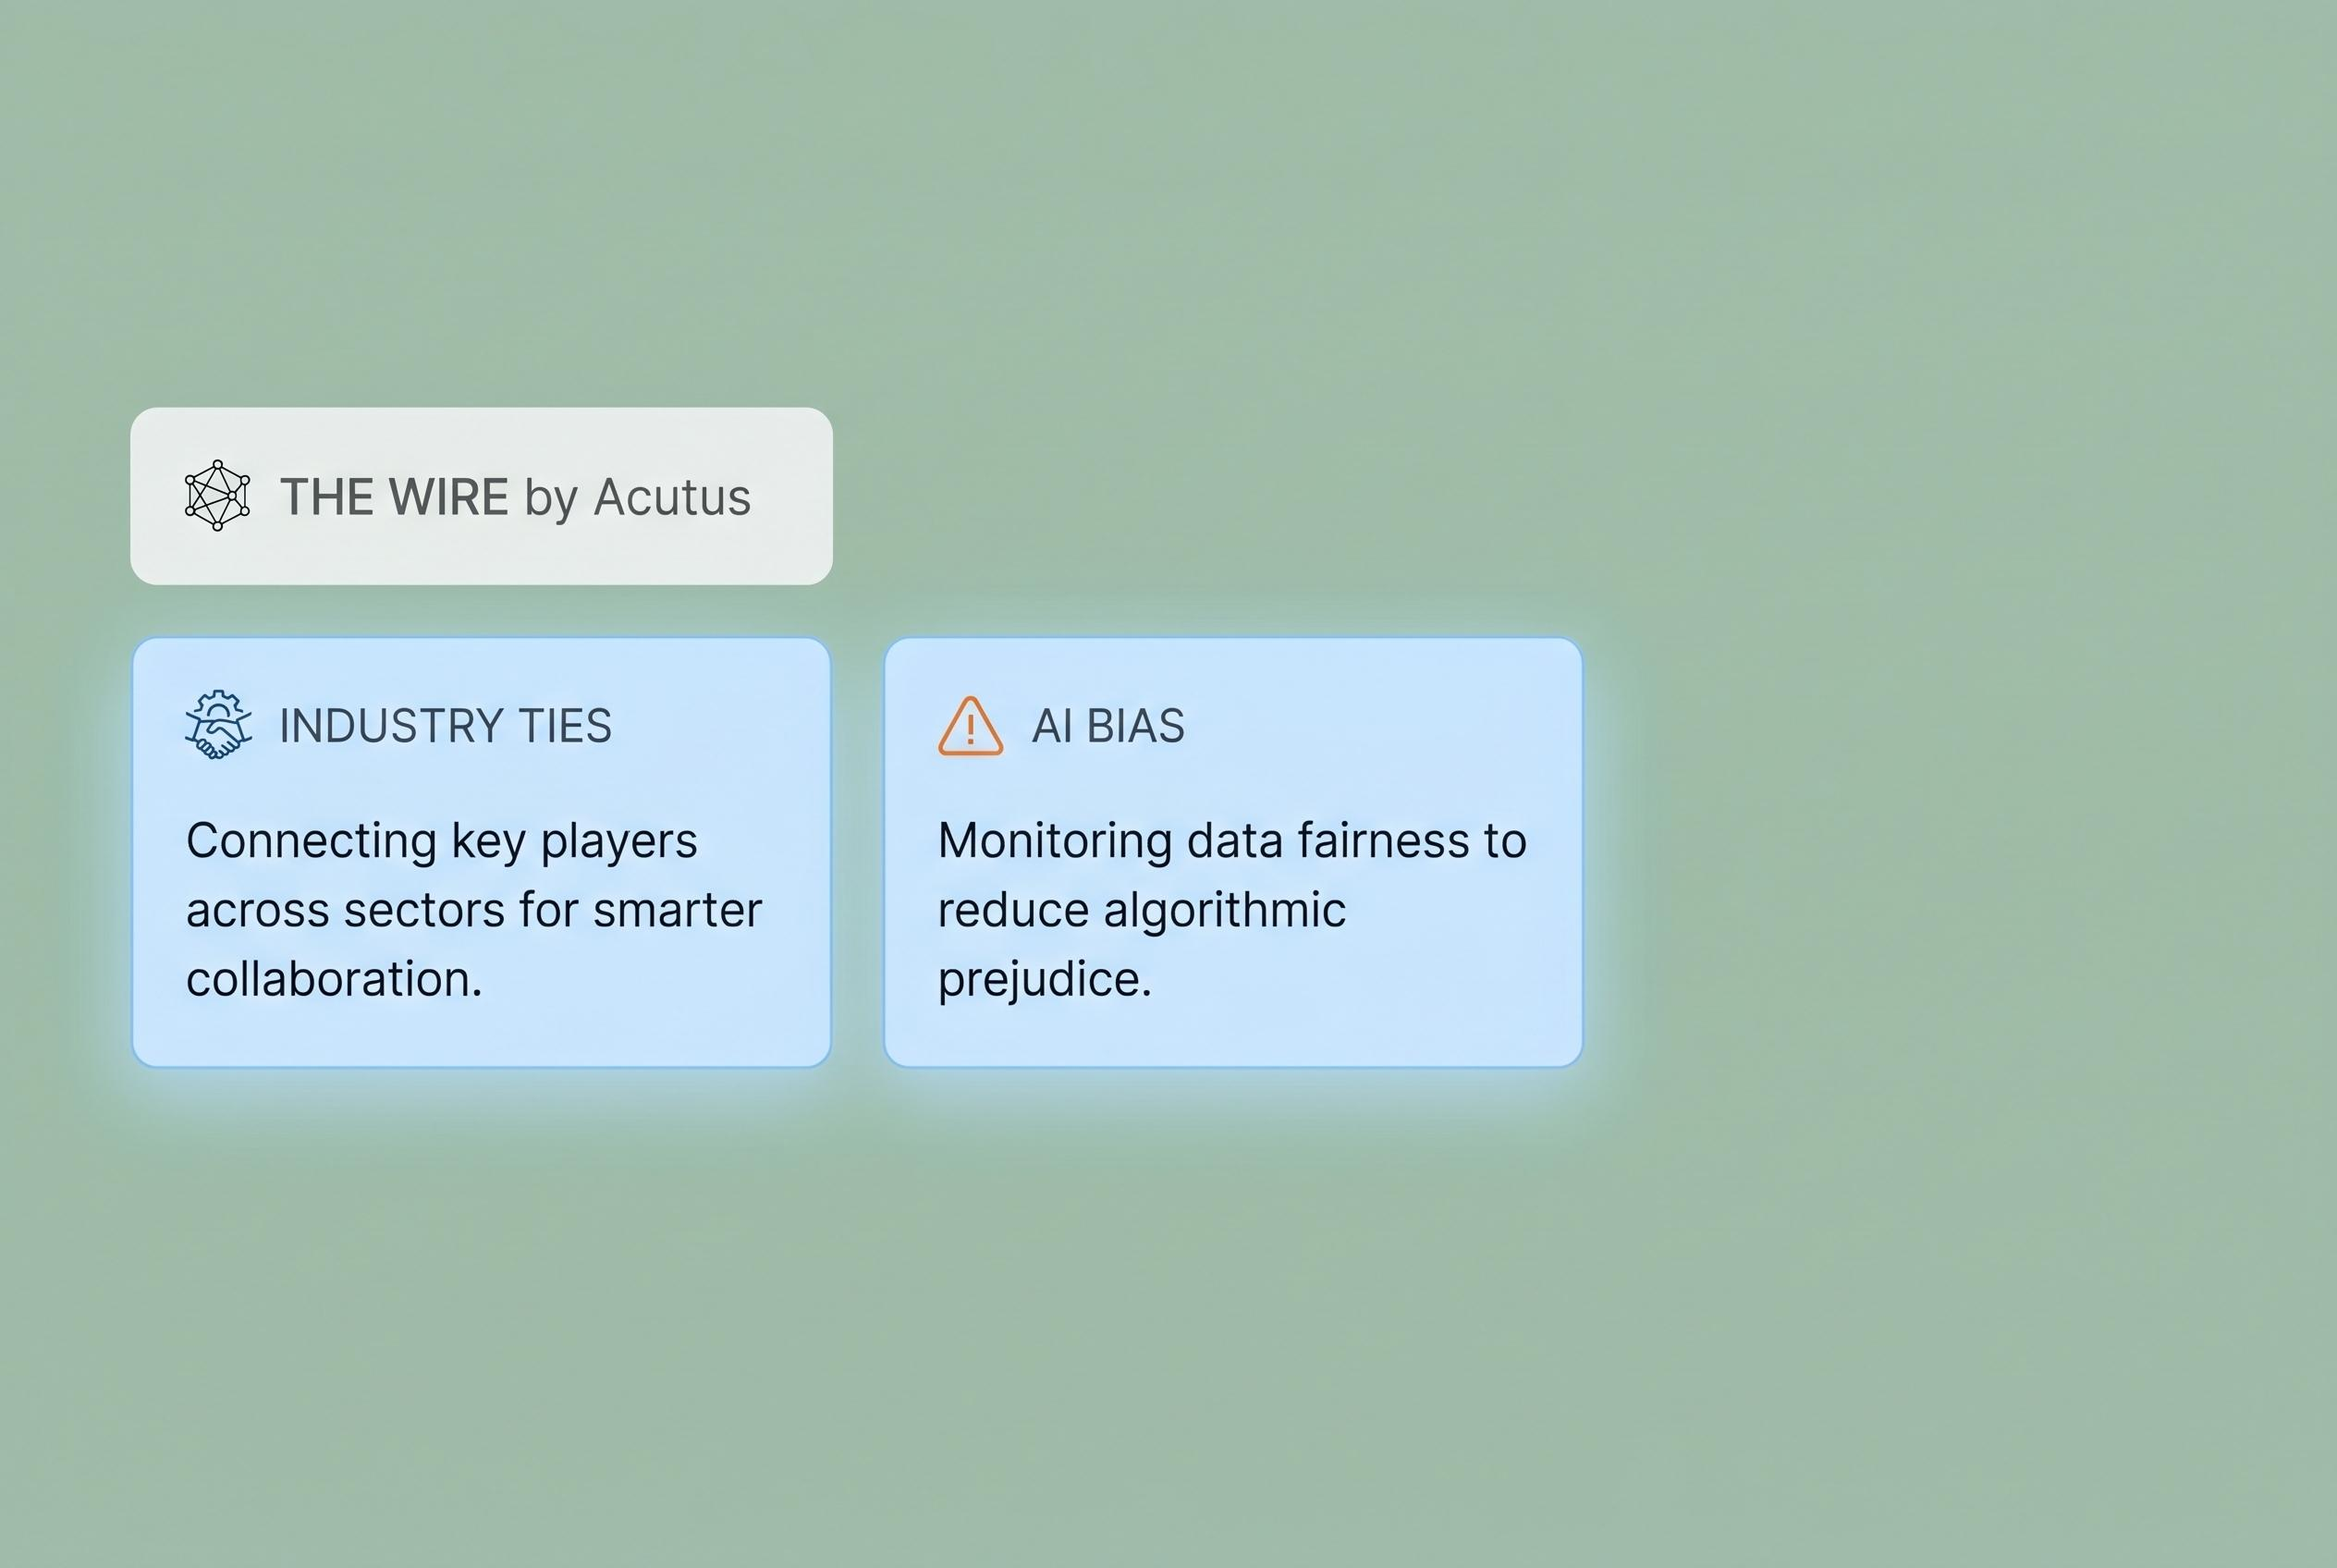 THE WIRE by Acutus
INDUSTRY TIES
Connecting key players
across sectors for smarter
collaboration.
AI BIAS
Monitoring data fairness to
reduce algorithmic
prejudice.